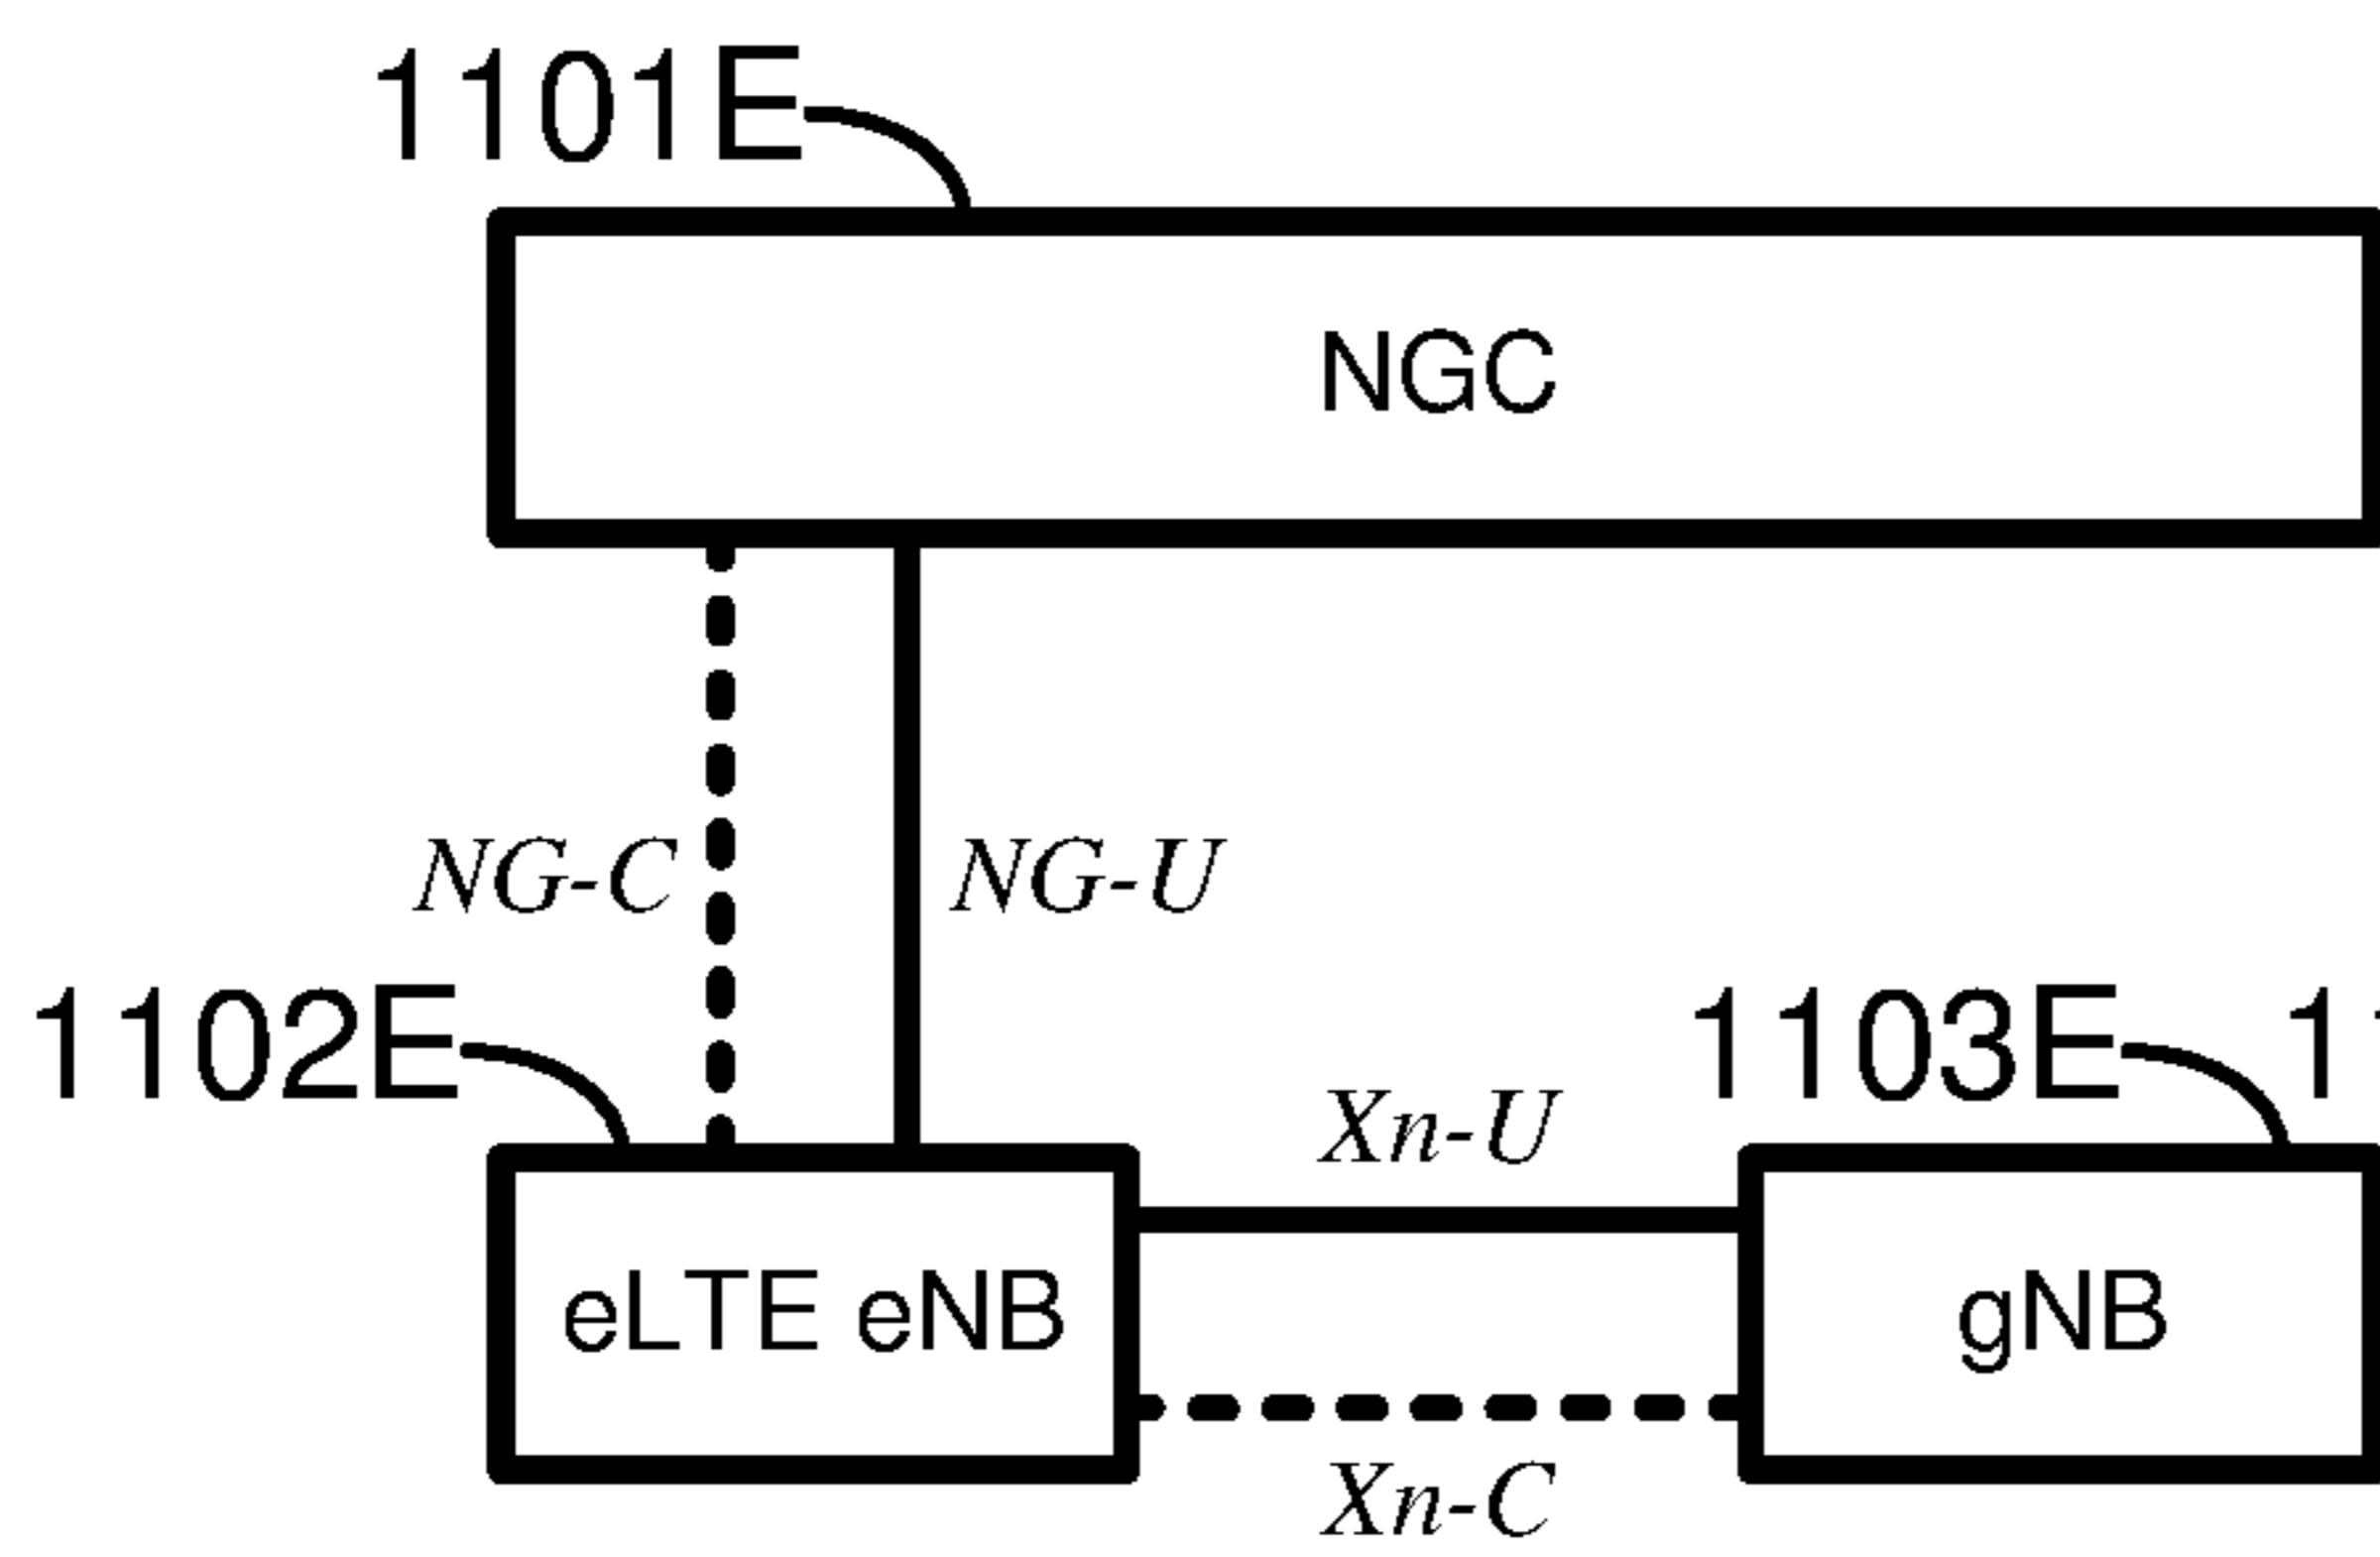 1101E
NGC
NG-C
NG-U
1102E
1103E
Xn-U
eLTE eNB
gNB
Xn-C